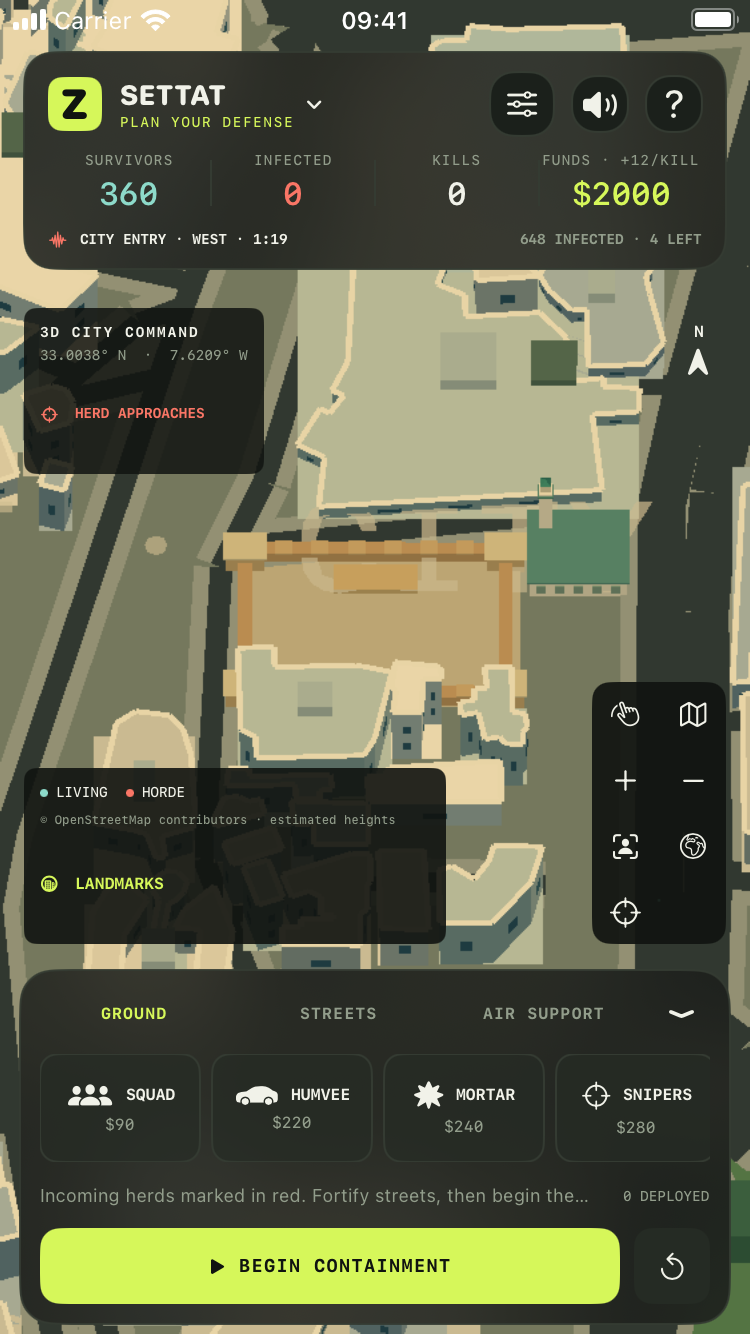 Carrier 09:41
Z SETTAT
PLAN YOUR DEFENSE
?
SURVIVORS INFECTED KILLS FUNDS · +12/KILL
360 0 0 $2000
CITY ENTRY · WEST · 1:19 648 INFECTED · 4 LEFT
3D CITY COMMAND
33.0038° N · 7.6209° W
HERD APPROACHES
N
LIVING HORDE
© OpenStreetMap contributors · estimated heights
LANDMARKS
GROUND STREETS AIR SUPPORT
SQUAD HUMVEE MORTAR SNIPERS
$90 $220 $240 $280
Incoming herds marked in red. Fortify streets, then begin the... 0 DEPLOYED
BEGIN CONTAINMENT